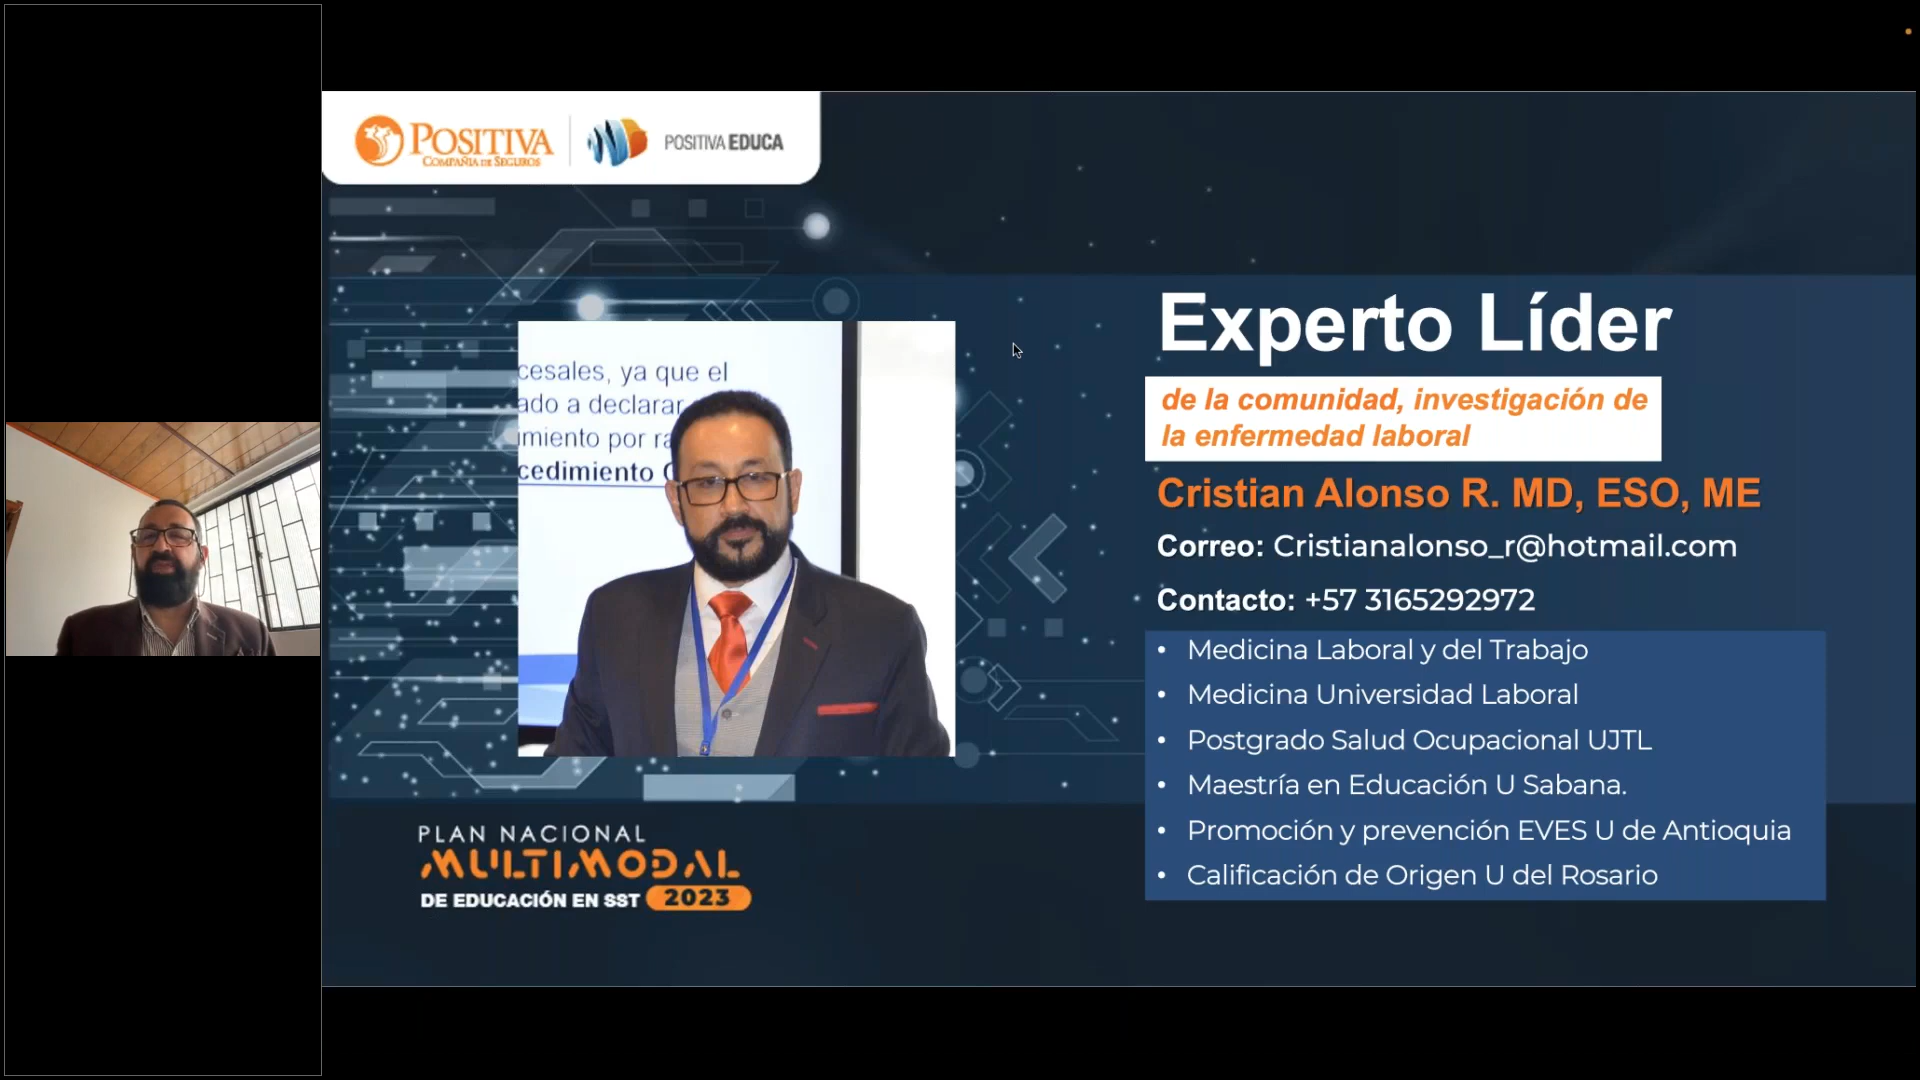 POSITIVA
COMPAÑIA DE SEGUROS
POSITIVA EDUCA
cesales, ya que el
ado a declarar
imiento por ra
cedimiento
Experto Líder
de la comunidad, investigación de
la enfermedad laboral
Cristian Alonso R. MD, ESO, ME
Correo: Cristianalonso_r@hotmail.com
Contacto: +57 3165292972
• Medicina Laboral y del Trabajo
• Medicina Universidad Laboral
• Postgrado Salud Ocupacional UJTL
• Maestría en Educación U Sabana.
• Promoción y prevención EVES U de Antioquia
• Calificación de Origen U del Rosario
PLAN NACIONAL
MULTIMODAL
DE EDUCACIÓN EN SST 2023